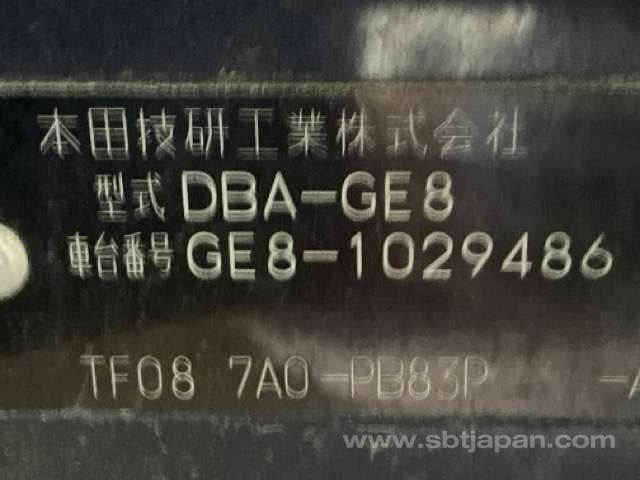 本田技研工業株式会社
型式 DBA-GE8
車台番号 GE8-1029486
TF08 7A0-PB83P -A
www.sbtjapan.com